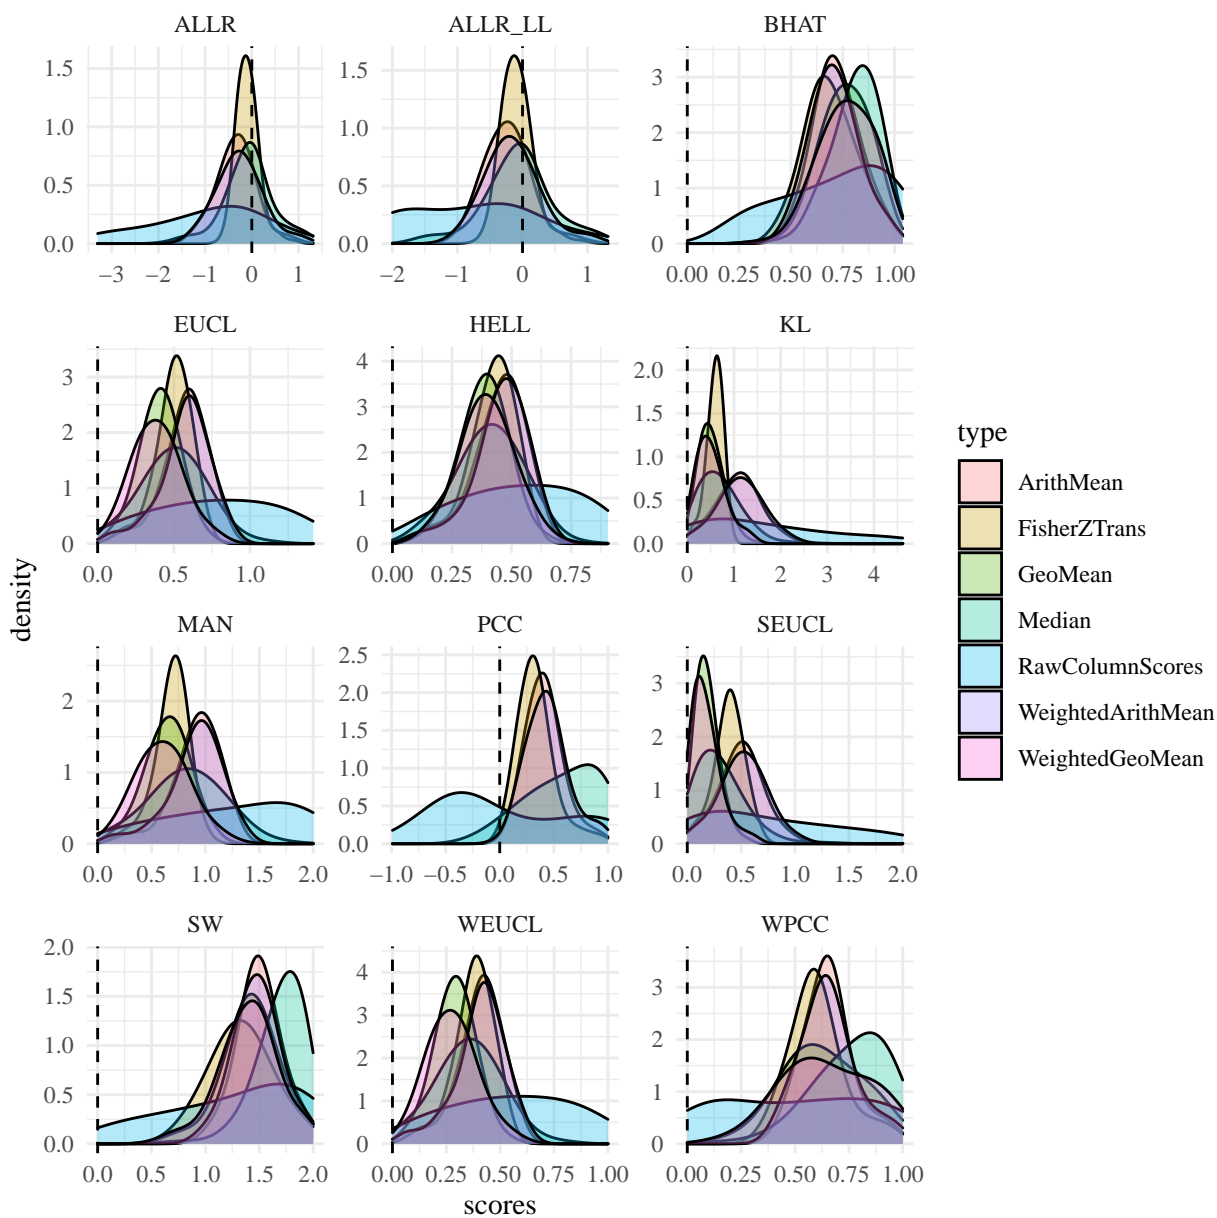 ALLR ALLR_LL BHAT
1.5 1.0 0.5 0.0
−3 −2 −1 0 1
1.5 1.0 0.5 0.0
−2 −1 0 1
3 2 1 0
0.00 0.25 0.50 0.75 1.00
EUCL HELL KL
3 2 1 0
0.0 0.5 1.0
4 3 2 1 0
0.00 0.25 0.50 0.75
2.0 1.5 1.0 0.5 0.0
0 1 2 3 4
MAN PCC SEUCL
2 1 0
0.0 0.5 1.0 1.5 2.0
2.5 2.0 1.5 1.0 0.5 0.0
−1.0 −0.5 0.0 0.5 1.0
3 2 1 0
0.0 0.5 1.0 1.5 2.0
SW WEUCL WPCC
2.0 1.5 1.0 0.5 0.0
0.0 0.5 1.0 1.5 2.0
4 3 2 1 0
0.00 0.25 0.50 0.75 1.00
3 2 1 0
0.00 0.25 0.50 0.75 1.00
density
scores
type
ArithMean
FisherZTrans
GeoMean
Median
RawColumnScores
WeightedArithMean
WeightedGeoMean